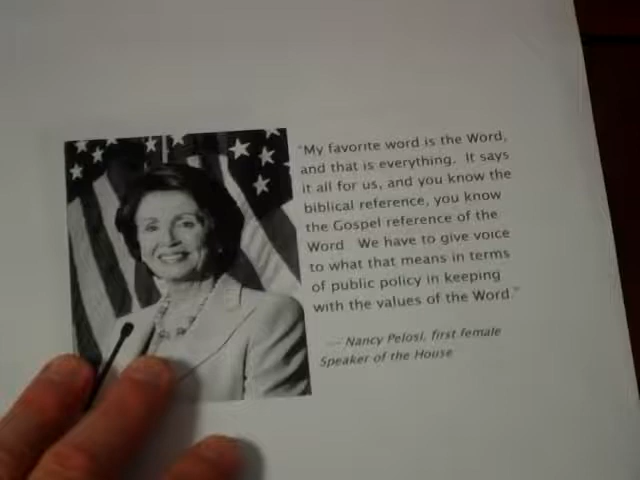 "My favorite word is the Word,
and that is everything. It says
it all for us, and you know the
biblical reference, you know
the Gospel reference of the
Word We have to give voice
to what that means in terms
of public policy in keeping
with the values of the Word."
— Nancy Pelosi, first female
Speaker of the House